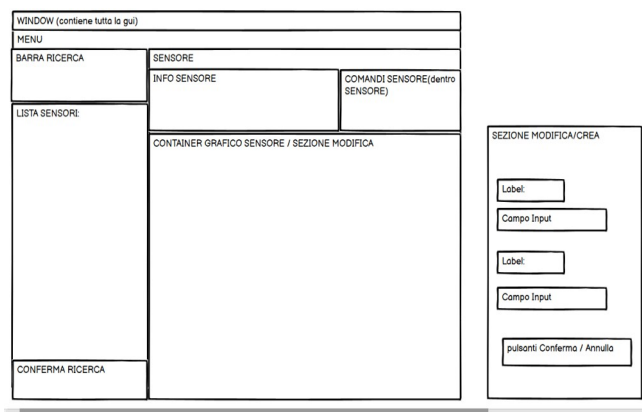 WINDOW (contiene tutta la gui)
MENU
BARRA RICERCA
SENSORE
INFO SENSORE
COMANDI SENSORE(dentro
SENSORE)
LISTA SENSORI:
CONTAINER GRAFICO SENSORE / SEZIONE MODIFICA
CONFERMA RICERCA
SEZIONE MODIFICA/CREA
Label:
Campo Input
Label:
Campo Input
pulsanti Conferma / Annulla